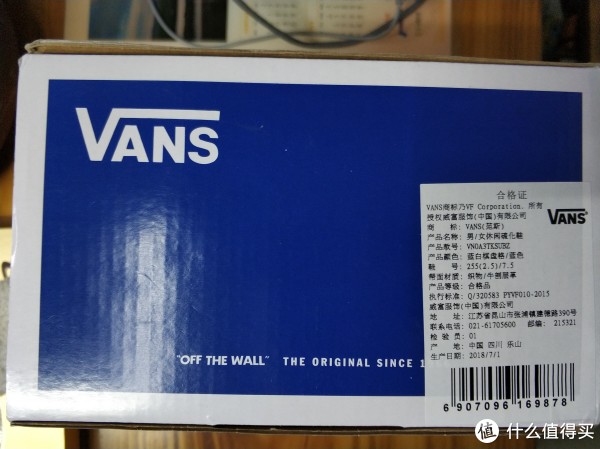 VANS
"OFF THE WALL" THE ORIGINAL SINCE 1
合格证
VANS商标乃VF Corporation. 所有
授权威富服饰(中国)有限公司
VANS
商 标: VANS(范斯)
产品名称: 男/女休闲硫化鞋
产品款号: VN0A3TKSUBZ
产品颜色: 蓝白棋盘格/蓝色
鞋 号: 255(2.5)/7.5
帮面材质: 织物/牛剖层革
产品等级: 合格品
执行标准: Q/320583 PYVF010-2015
威富服饰(中国)有限公司
地 址: 江苏省昆山市张浦镇建德路390号
联系电话: 021-61705600 邮编: 215321
检 验 员: 01
产 地: 中国 四川 乐山
生产日期: 2018/7/1
6 907096 169878
值 什么值得买